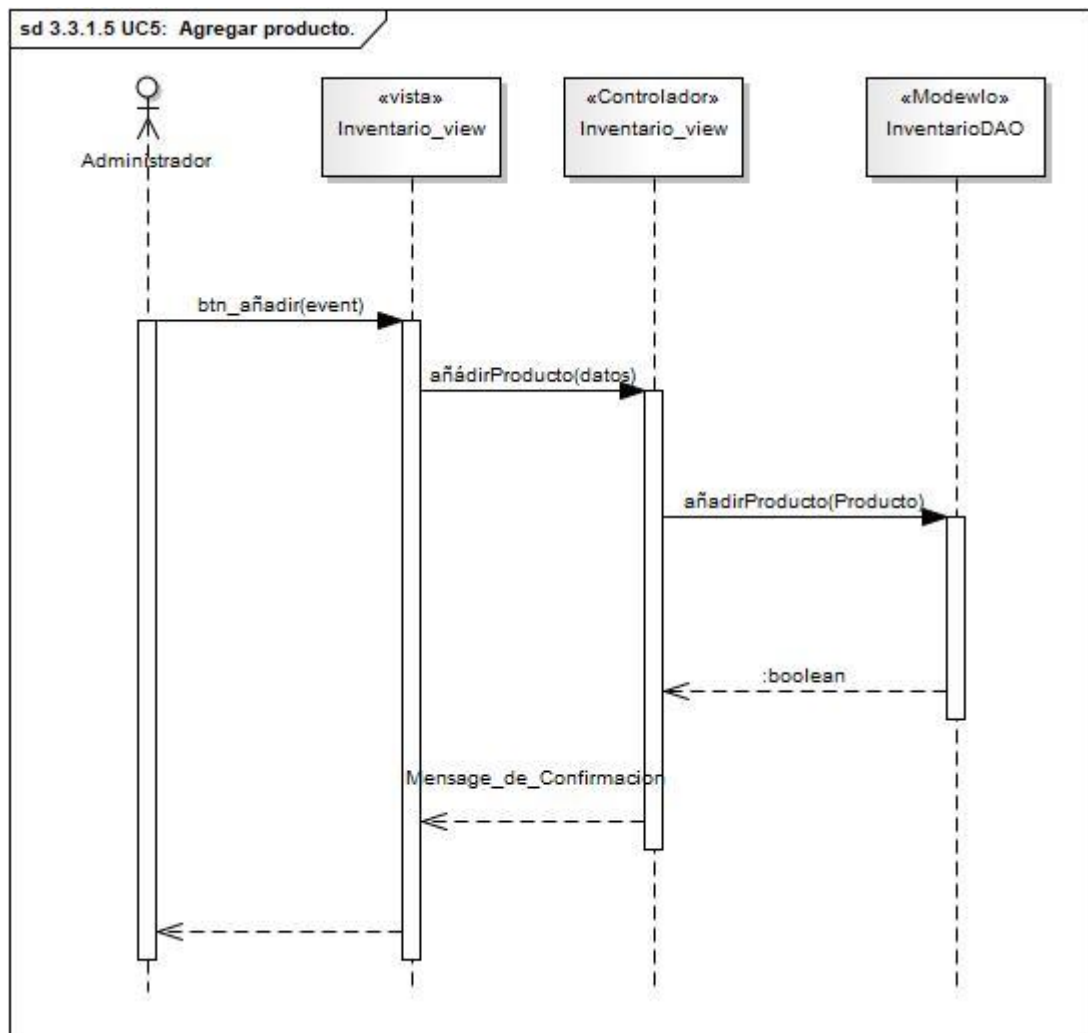 sd 3.3.1.5 UC5:  Agregar producto.
«vista»
Inventario_view
«Controlador»
Inventario_view
«Modewlo»
InventarioDAO
Administrador
btn_añadir(event)
añádirProducto(datos)
añadirProducto(Producto)
:boolean
Mensage_de_Confirmacion